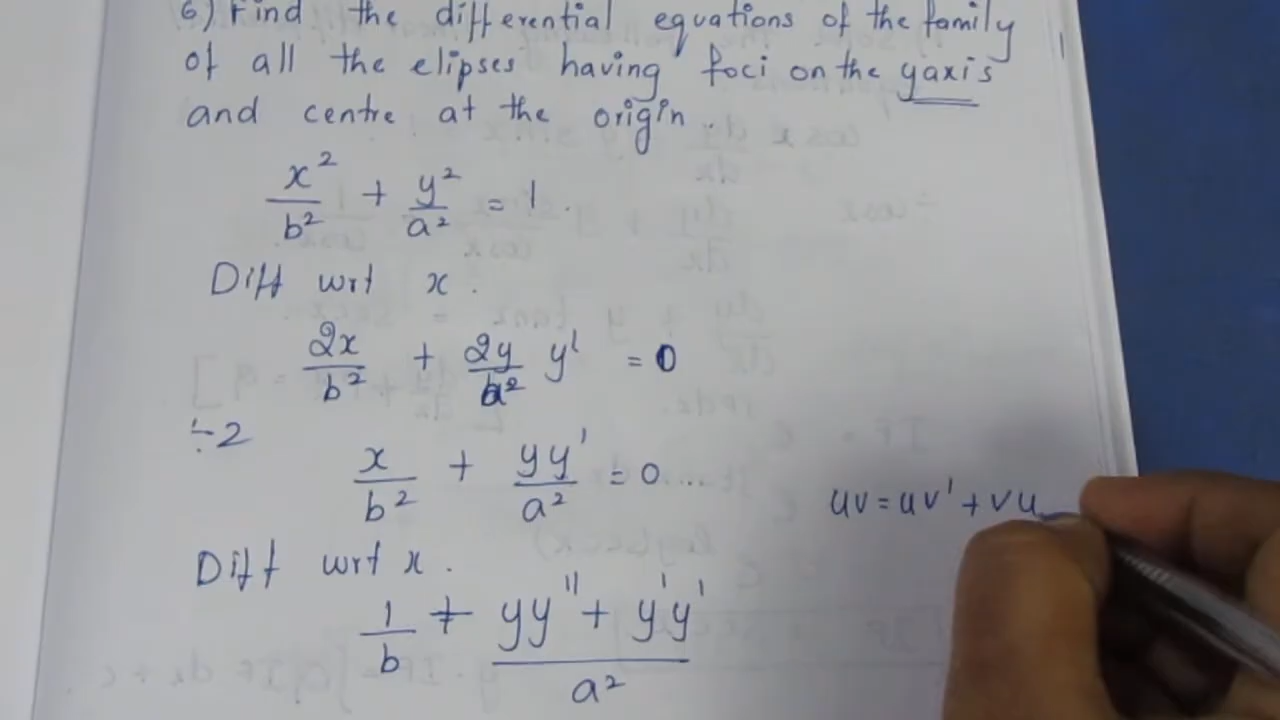 6) Find the differential equations of the family
of all the elipses having foci on the yaxis
and centre at the origin.
x²/b² + y²/a² = 1.
Diff wrt x.
2x/b² + 2y/a² y' = 0
÷2
x/b² + yy'/a² = 0
uv = uv' + vu
Diff wrt x.
1/b + yy'' + y'y'/a²